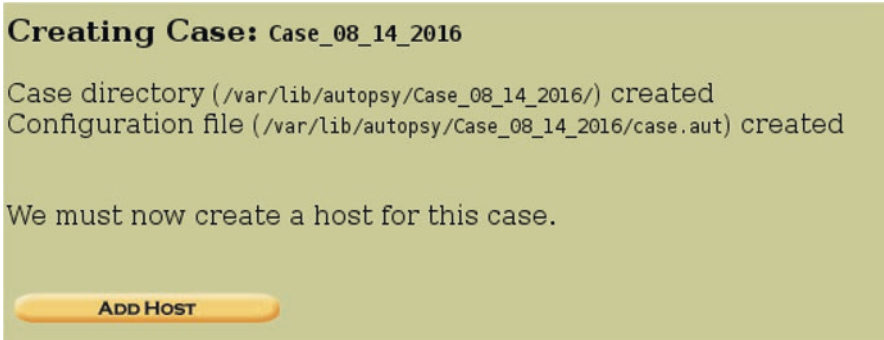 Creating Case: Case_08_14_2016
Case directory (/var/lib/autopsy/Case_08_14_2016/) created
Configuration file (/var/lib/autopsy/Case_08_14_2016/case.aut) created
We must now create a host for this case.
ADD HOST